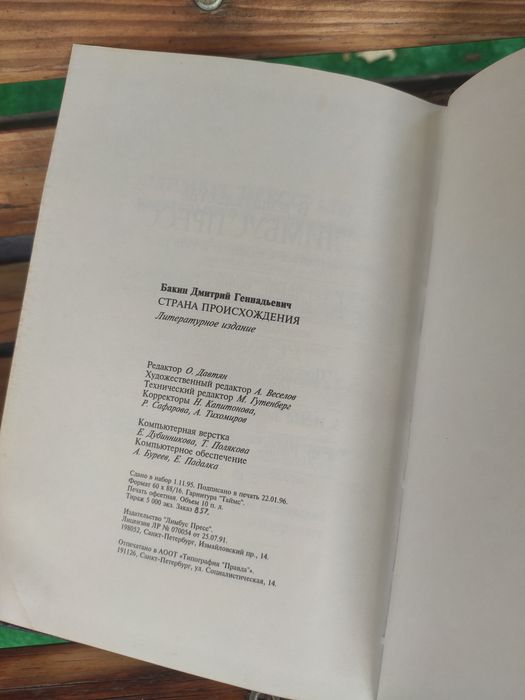 Бакин Дмитрий Геннадьевич
СТРАНА ПРОИСХОЖДЕНИЯ
Литературное издание
Редактор О. Давтян
Художественный редактор А. Веселов
Технический редактор М. Гутенберг
Корректоры Н. Капитонова,
Р. Сафарова, А. Тихомиров
Компьютерная верстка
Е. Дубинникова, Т. Полякова
Компьютерное обеспечение
А. Буреев, Е. Падалка
Сдано в набор 1.11.95. Подписано в печать 22.01.96.
Формат 60 х 88/16. Гарнитура "Таймс".
Печать офсетная. Объем 10 п. л.
Тираж 5 000 экз. Заказ 857.
Издательство "Лимбус Пресс".
Лицензия ЛР № 070054 от 25.07.91.
198052, Санкт-Петербург, Измайловский пр., 14.
Отпечатано в АООТ «Типография "Правда"».
191126, Санкт-Петербург, ул. Социалистическая, 14.